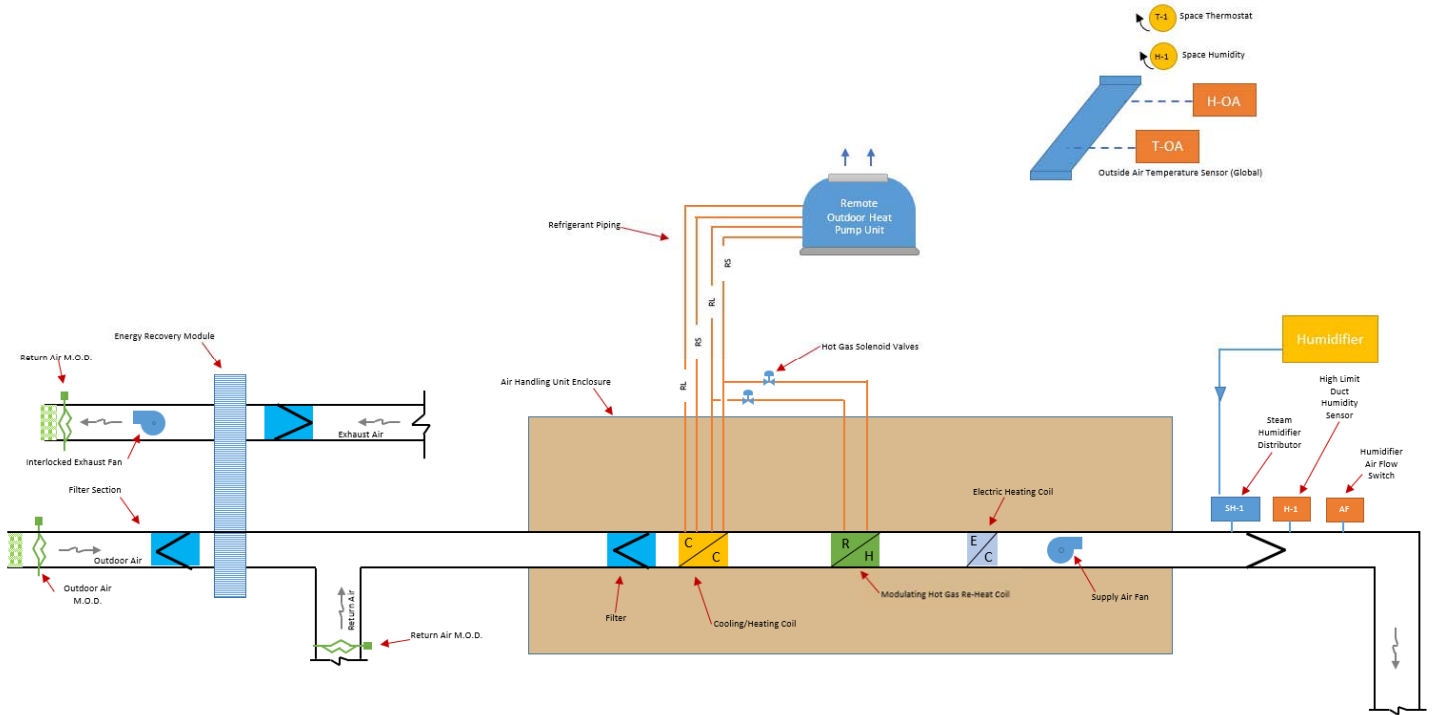 T-1
Space Thermostat
H-1
Space Humidity
H-OA
T-OA
Outside Air Temperature Sensor (Global)
Remote
Outdoor Heat
Pump Unit
Refrigerant Piping
RS
RL
RS
RL
Energy Recovery Module
Return Air M.O.D.
Hot Gas Solenoid Valves
Air Handling Unit Enclosure
Humidifier
High Limit
Duct
Humidity
Sensor
Steam
Humidifier
Distributor
Humidifier
Air Flow
Switch
Exhaust Air
Interlocked Exhaust Fan
Filter Section
Electric Heating Coil
SH-1
H-1
AF
Outdoor Air
C
C
R
H
E
C
Outdoor Air
M.O.D.
Return Air
Return Air M.O.D.
Filter
Cooling/Heating Coil
Modulating Hot Gas Re-Heat Coil
Supply Air Fan